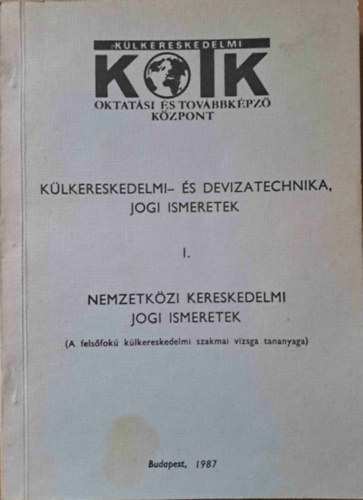 KÜLKERESKEDELMI
KOTK
OKTATÁSI ÉS TOVÁBBKÉPZŐ
KÖZPONT
KÜLKERESKEDELMI- ÉS DEVIZATECHNIKA,
JOGI ISMERETEK
I.
NEMZETKÖZI KERESKEDELMI
JOGI ISMERETEK
(A felsőfokú külkereskedelmi szakmai vizsga tananyaga)
Budapest, 1987